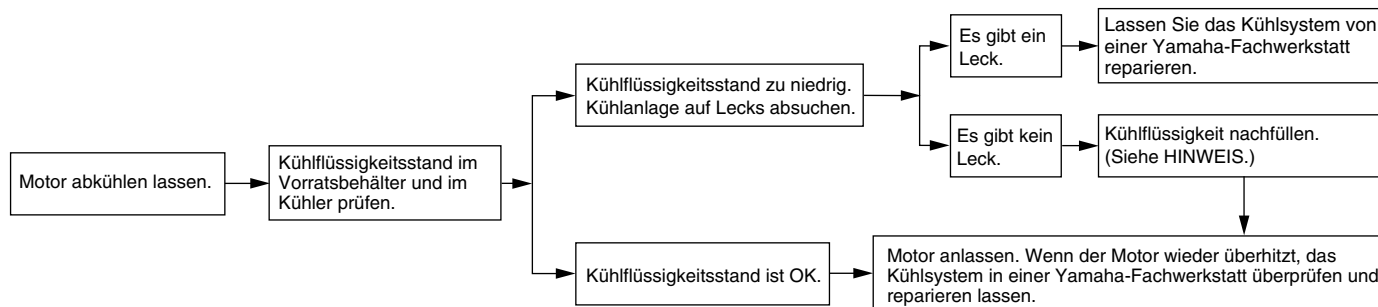 Motor abkühlen lassen.
Kühlflüssigkeitsstand im
Vorratsbehälter und im
Kühler prüfen.
Kühlflüssigkeitsstand zu niedrig.
Kühlanlage auf Lecks absuchen.
Es gibt ein
Leck.
Lassen Sie das Kühlsystem von
einer Yamaha-Fachwerkstatt
reparieren.
Es gibt kein
Leck.
Kühlflüssigkeit nachfüllen.
(Siehe HINWEIS.)
Kühlflüssigkeitsstand ist OK.
Motor anlassen. Wenn der Motor wieder überhitzt, das
Kühlsystem in einer Yamaha-Fachwerkstatt überprüfen und
reparieren lassen.